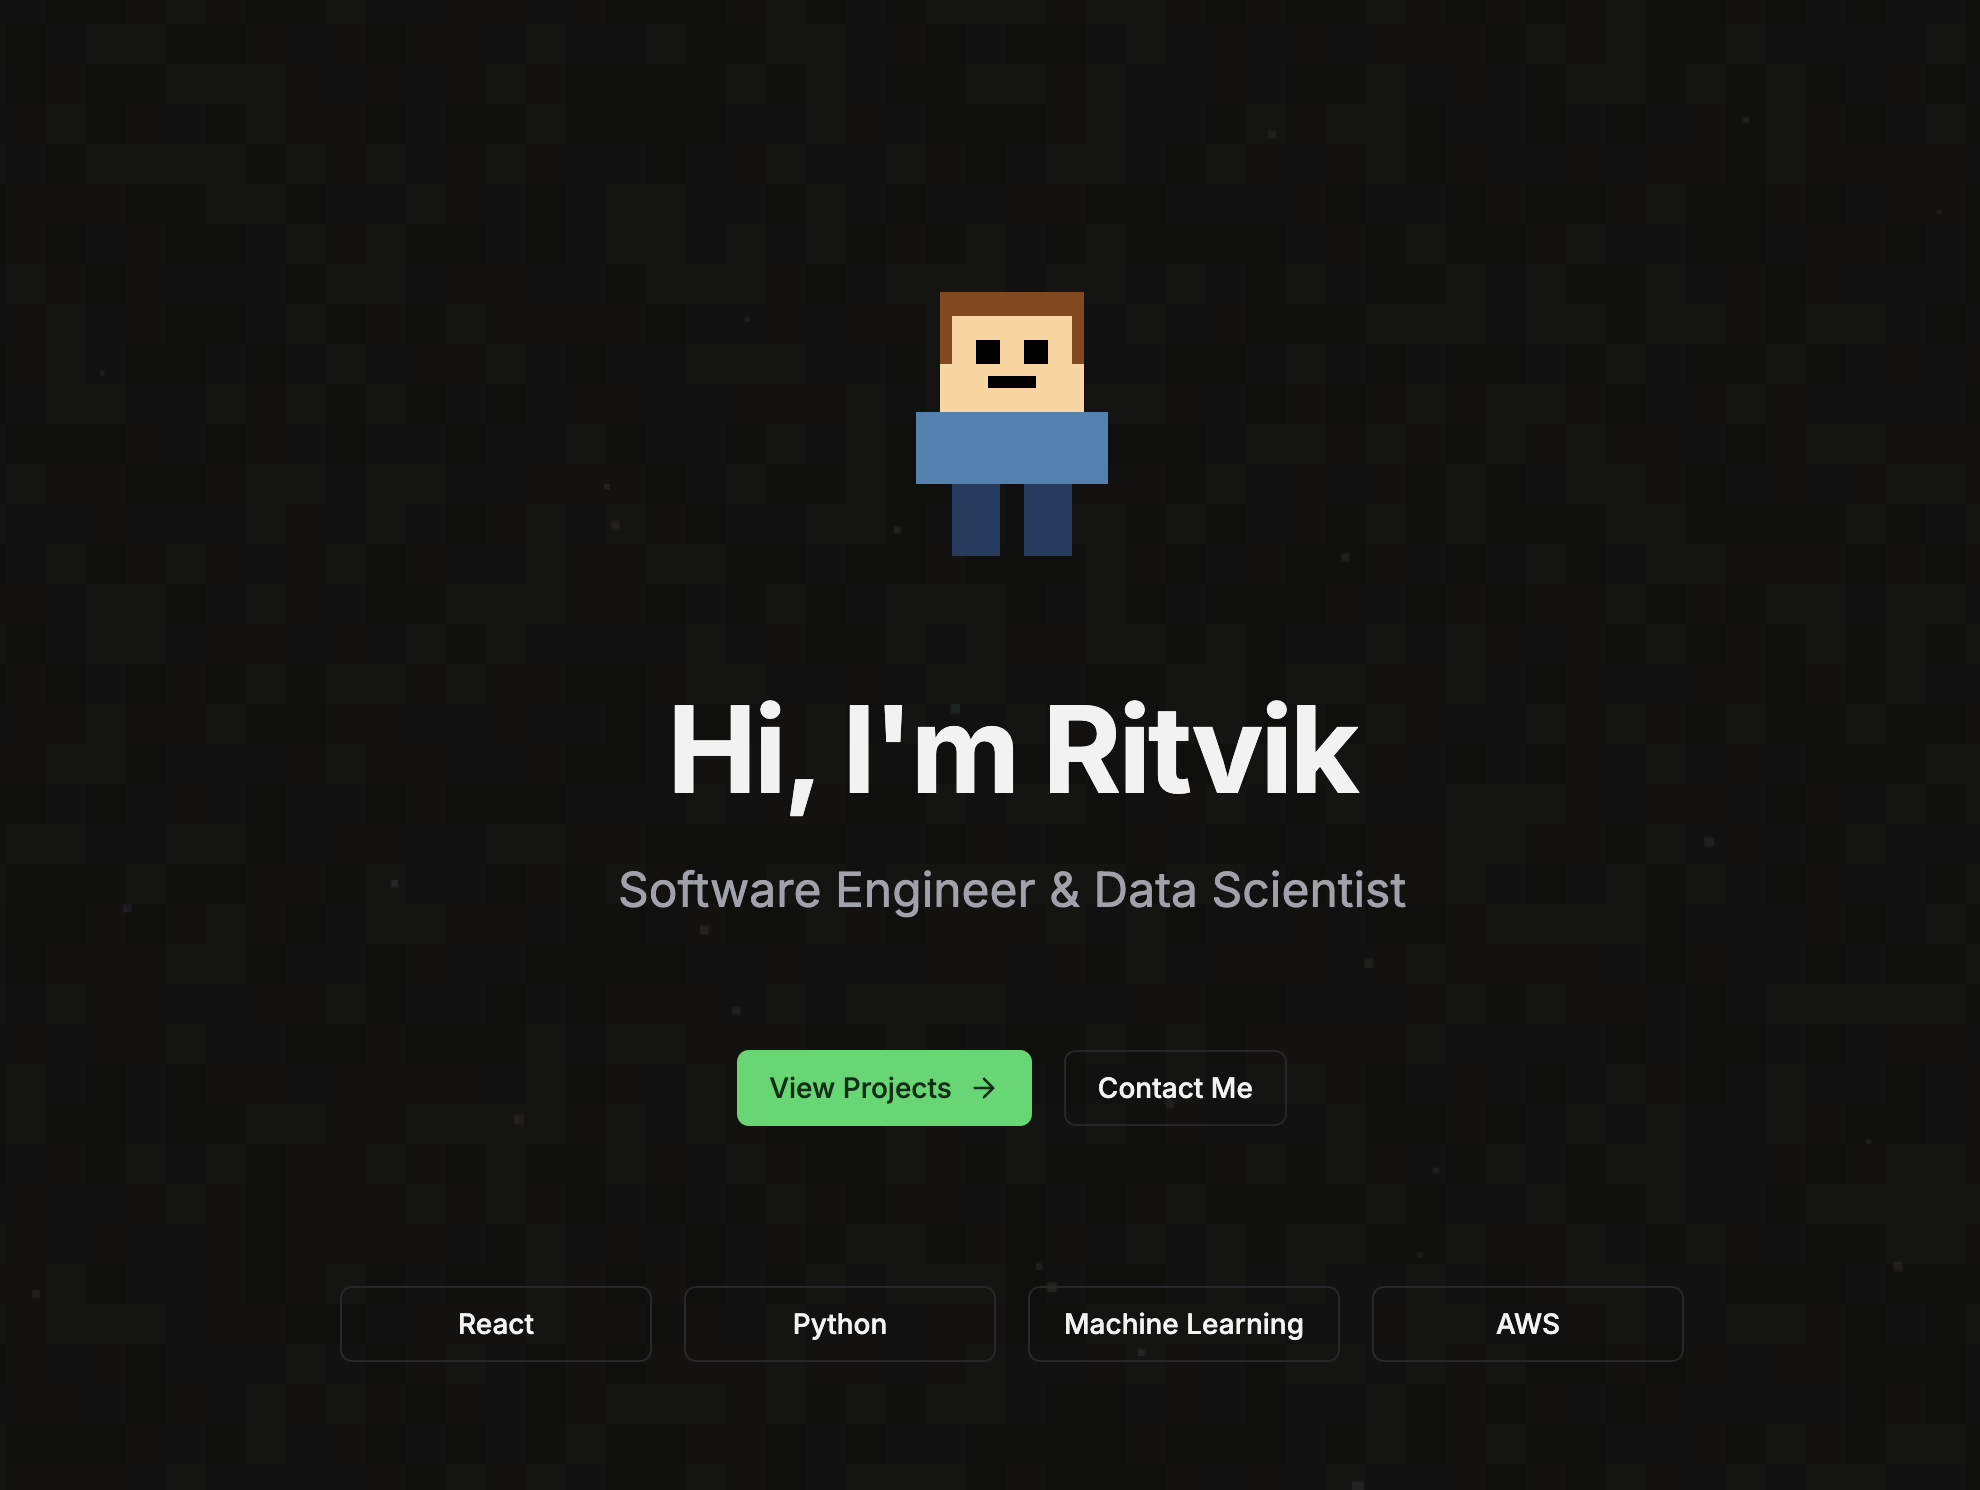 Hi, I'm Ritvik
Software Engineer & Data Scientist
View Projects →
Contact Me
React
Python
Machine Learning
AWS